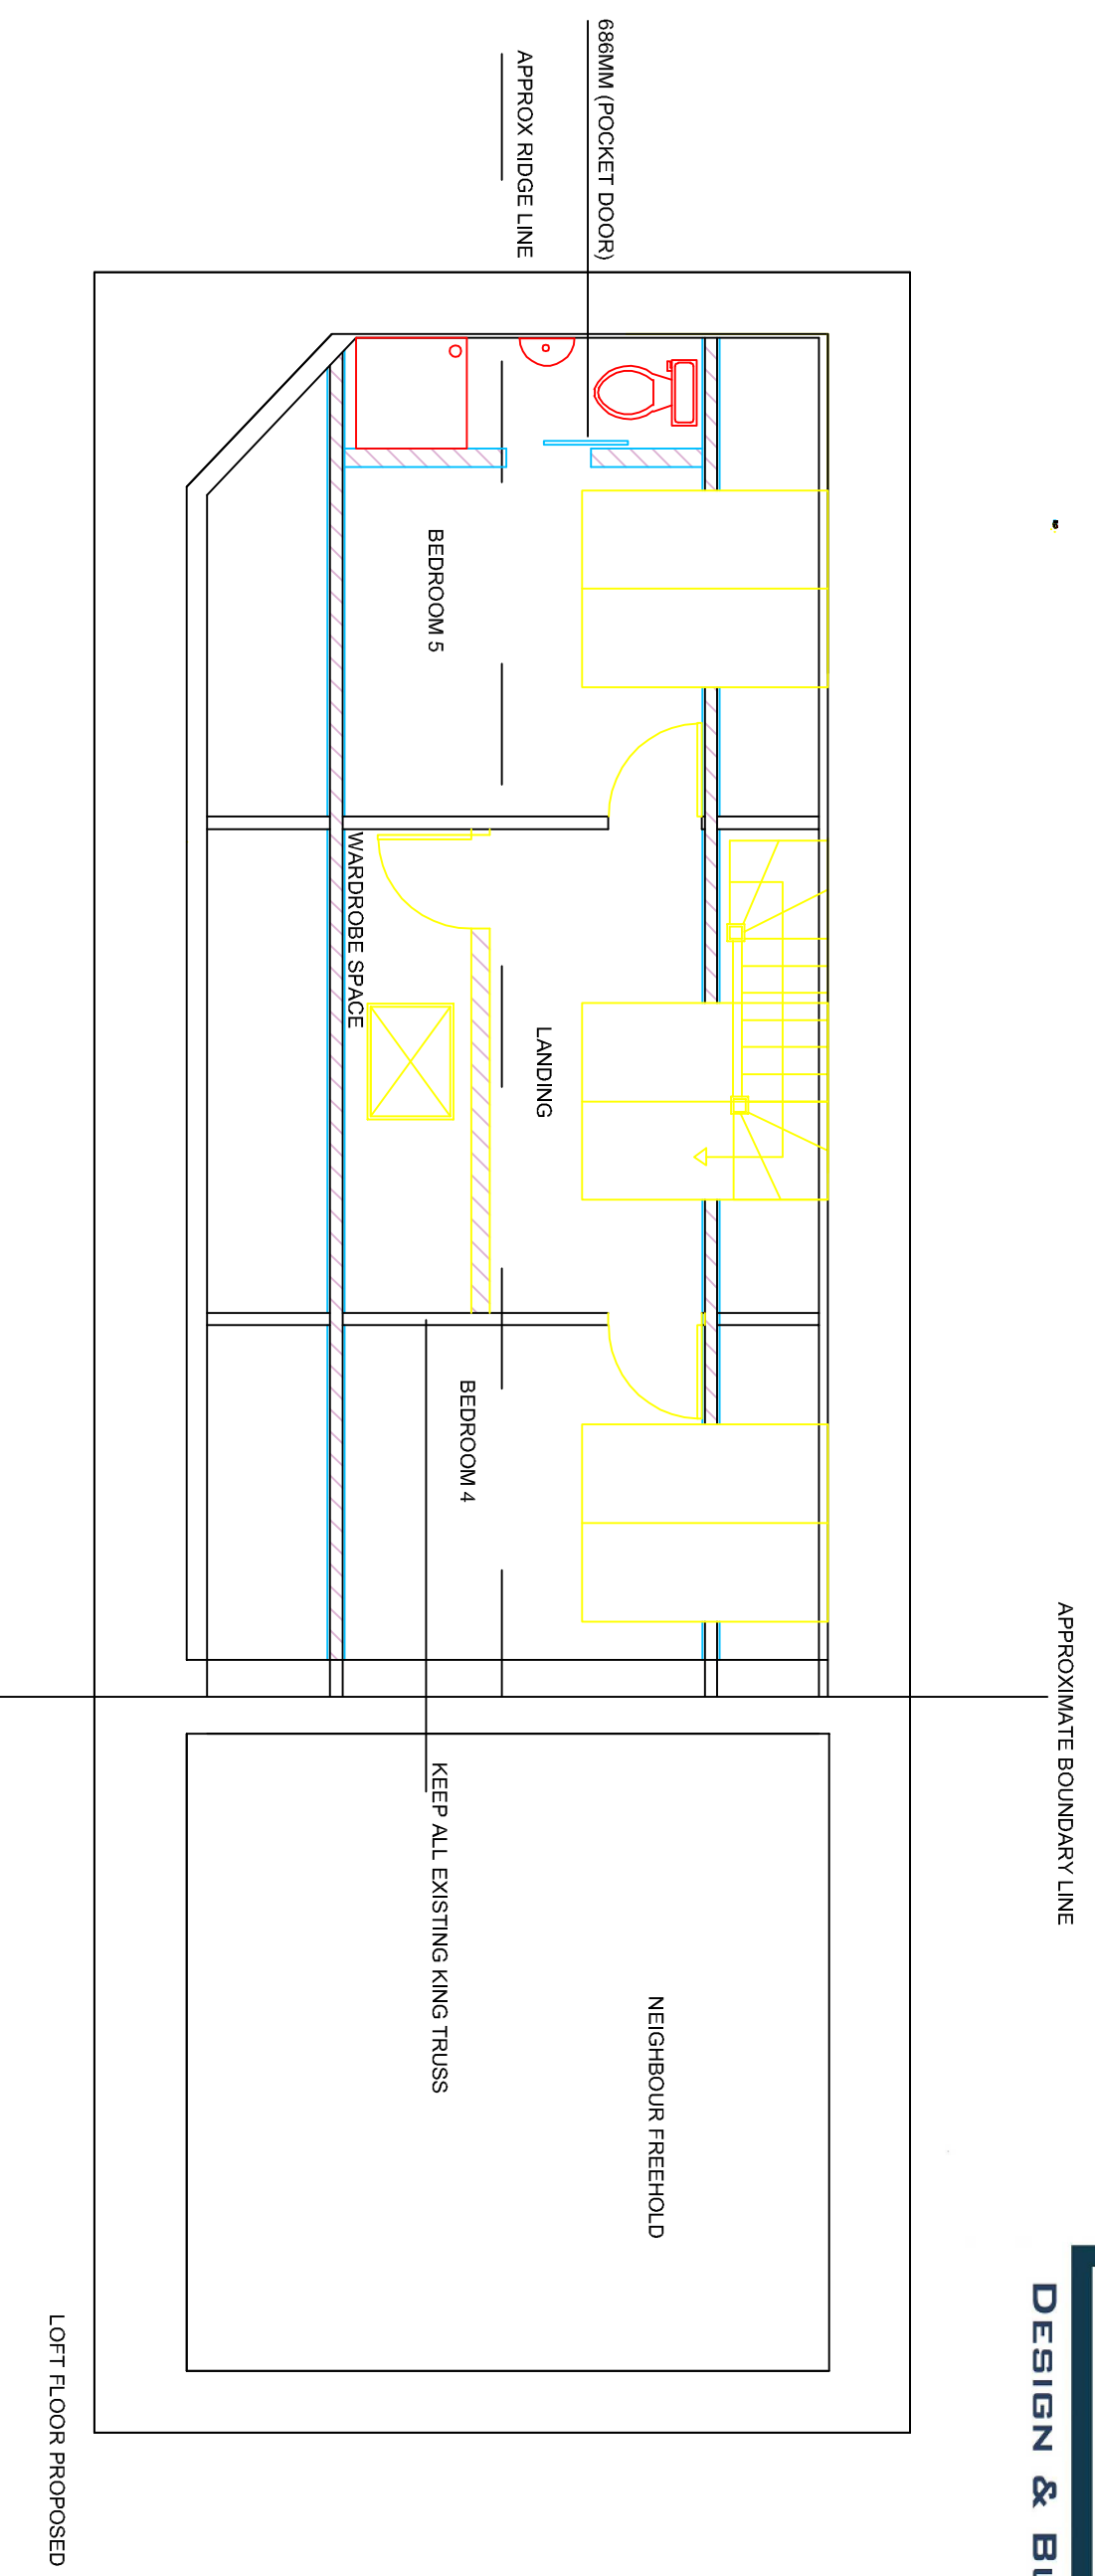 686MM (POCKET DOOR)
APPROX RIDGE LINE
BEDROOM 5
WARDROBE SPACE
LANDING
BEDROOM 4
APPROXIMATE BOUNDARY LINE
KEEP ALL EXISTING KING TRUSS
NEIGHBOUR FREEHOLD
LOFT FLOOR PROPOSED
DESIGN &